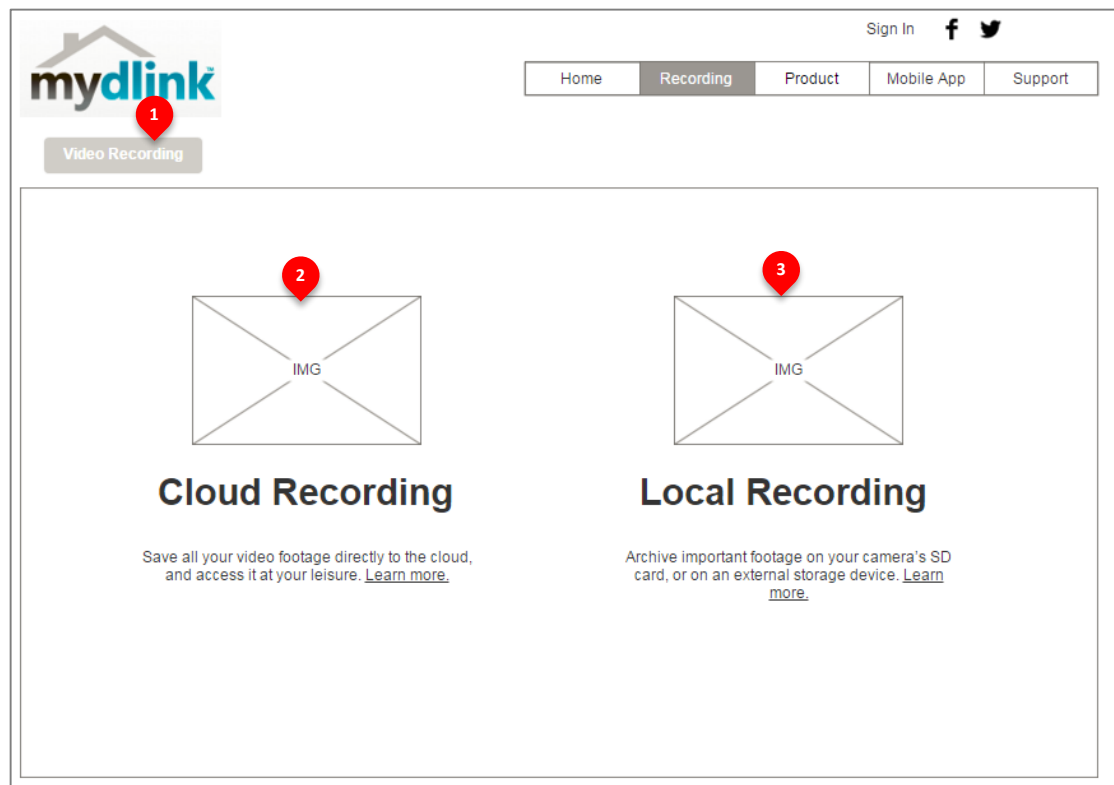 Sign In
mydlink™
Home Recording Product Mobile App Support
1
Video Recording
2
3
IMG
IMG
Cloud Recording
Local Recording
Save all your video footage directly to the cloud,
and access it at your leisure. Learn more.
Archive important footage on your camera's SD
card, or on an external storage device. Learn
more.